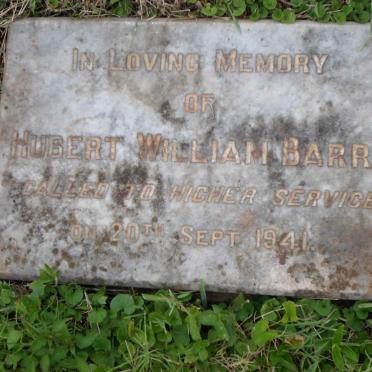 In Loving Memory
of
Hubert William Barr
called to higher service
on 20th Sept 1941.